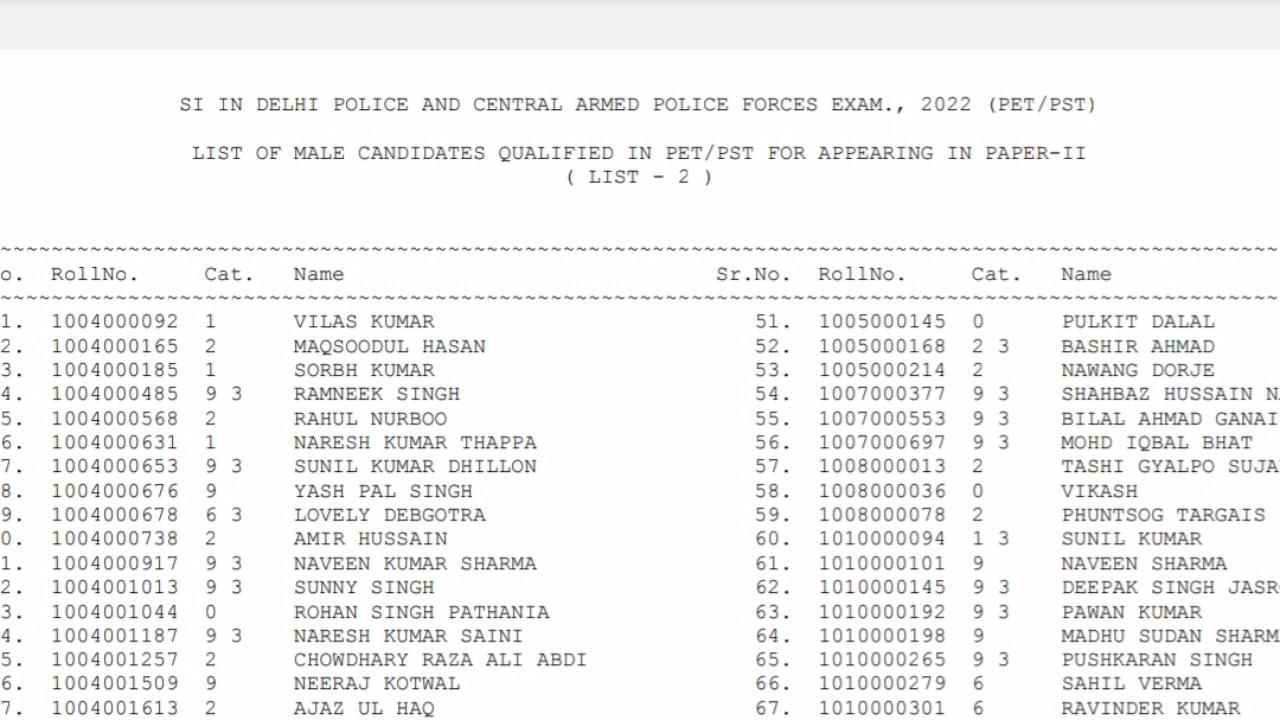 SI IN DELHI POLICE AND CENTRAL ARMED POLICE FORCES EXAM., 2022 (PET/PST)
LIST OF MALE CANDIDATES QUALIFIED IN PET/PST FOR APPEARING IN PAPER-II
( LIST - 2 )
~~~~~~~~~~~~~~~~~~~~~~~~~~~~~~~~~~~~~~~~~~~~~~~~~~~~~~~~~~~~~~~~~~~~~~~~~~~~~~~~~~~~~~~~~~~~~~~~~~~~
o. RollNo. Cat. Name Sr.No. RollNo. Cat. Name
~~~~~~~~~~~~~~~~~~~~~~~~~~~~~~~~~~~~~~~~~~~~~~~~~~~~~~~~~~~~~~~~~~~~~~~~~~~~~~~~~~~~~~~~~~~~~~~~~~~~
1. 1004000092 1 VILAS KUMAR 51. 1005000145 0 PULKIT DALAL
2. 1004000165 2 MAQSOODUL HASAN 52. 1005000168 2 3 BASHIR AHMAD
3. 1004000185 1 SORBH KUMAR 53. 1005000214 2 NAWANG DORJE
4. 1004000485 9 3 RAMNEEK SINGH 54. 1007000377 9 3 SHAHBAZ HUSSAIN NA
5. 1004000568 2 RAHUL NURBOO 55. 1007000553 9 3 BILAL AHMAD GANAI
6. 1004000631 1 NARESH KUMAR THAPPA 56. 1007000697 9 3 MOHD IQBAL BHAT
7. 1004000653 9 3 SUNIL KUMAR DHILLON 57. 1008000013 2 TASHI GYALPO SUJA
8. 1004000676 9 YASH PAL SINGH 58. 1008000036 0 VIKASH
9. 1004000678 6 3 LOVELY DEBGOTRA 59. 1008000078 2 PHUNTSOG TARGAIS
0. 1004000738 2 AMIR HUSSAIN 60. 1010000094 1 3 SUNIL KUMAR
1. 1004000917 9 3 NAVEEN KUMAR SHARMA 61. 1010000101 9 NAVEEN SHARMA
2. 1004001013 9 3 SUNNY SINGH 62. 1010000145 9 3 DEEPAK SINGH JASRO
3. 1004001044 0 ROHAN SINGH PATHANIA 63. 1010000192 9 3 PAWAN KUMAR
4. 1004001187 9 3 NARESH KUMAR SAINI 64. 1010000198 9 MADHU SUDAN SHARM
5. 1004001257 2 CHOWDHARY RAZA ALI ABDI 65. 1010000265 9 3 PUSHKARAN SINGH
6. 1004001509 9 NEERAJ KOTWAL 66. 1010000279 6 SAHIL VERMA
7. 1004001613 2 AJAZ UL HAQ 67. 1010000301 6 RAVINDER KUMAR